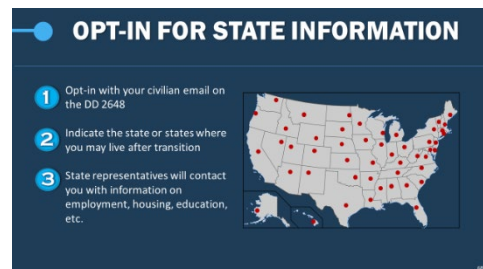 OPT-IN FOR STATE INFORMATION
1 Opt-in with your civilian email on
the DD 2648
2 Indicate the state or states where
you may live after transition
3 State representatives will contact
you with information on
employment, housing, education,
etc.